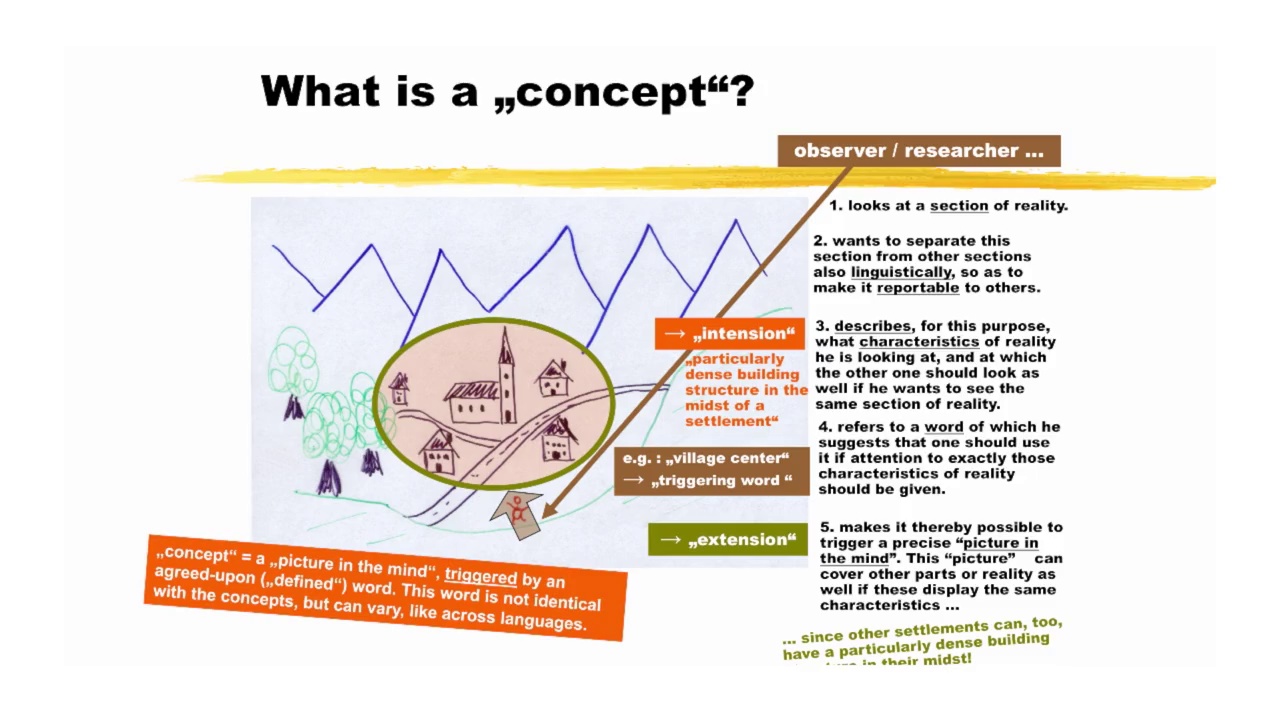 What is a „concept“?
observer / researcher ...
1. looks at a section of reality.
2. wants to separate this
section from other sections
also linguistically, so as to
make it reportable to others.
→ „intension“
„particularly
dense building
structure in the
midst of a
settlement“
3. describes, for this purpose,
what characteristics of reality
he is looking at, and at which
the other one should look as
well if he wants to see the
same section of reality.
4. refers to a word of which he
suggests that one should use
it if attention to exactly those
characteristics of reality
should be given.
e.g. : „village center“
→ „triggering word “
→ „extension“
5. makes it thereby possible to
trigger a precise “picture in
the mind”. This “picture” can
cover other parts or reality as
well if these display the same
characteristics ...
„concept“ = a „picture in the mind“, triggered by an
agreed-upon („defined“) word. This word is not identical
with the concepts, but can vary, like across languages.
... since other settlements can, too,
have a particularly dense building
in their midst!